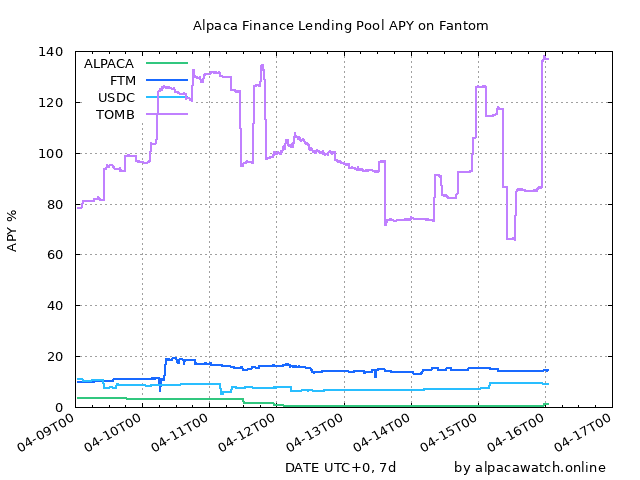 Alpaca Finance Lending Pool APY on Fantom
140
120
100
80
60
40
20
0
APY %
ALPACA
FTM
USDC
TOMB
04-09T00
04-10T00
04-11T00
04-12T00
04-13T00
04-14T00
04-15T00
04-16T00
04-17T00
DATE UTC+0, 7d
by alpacawatch.online